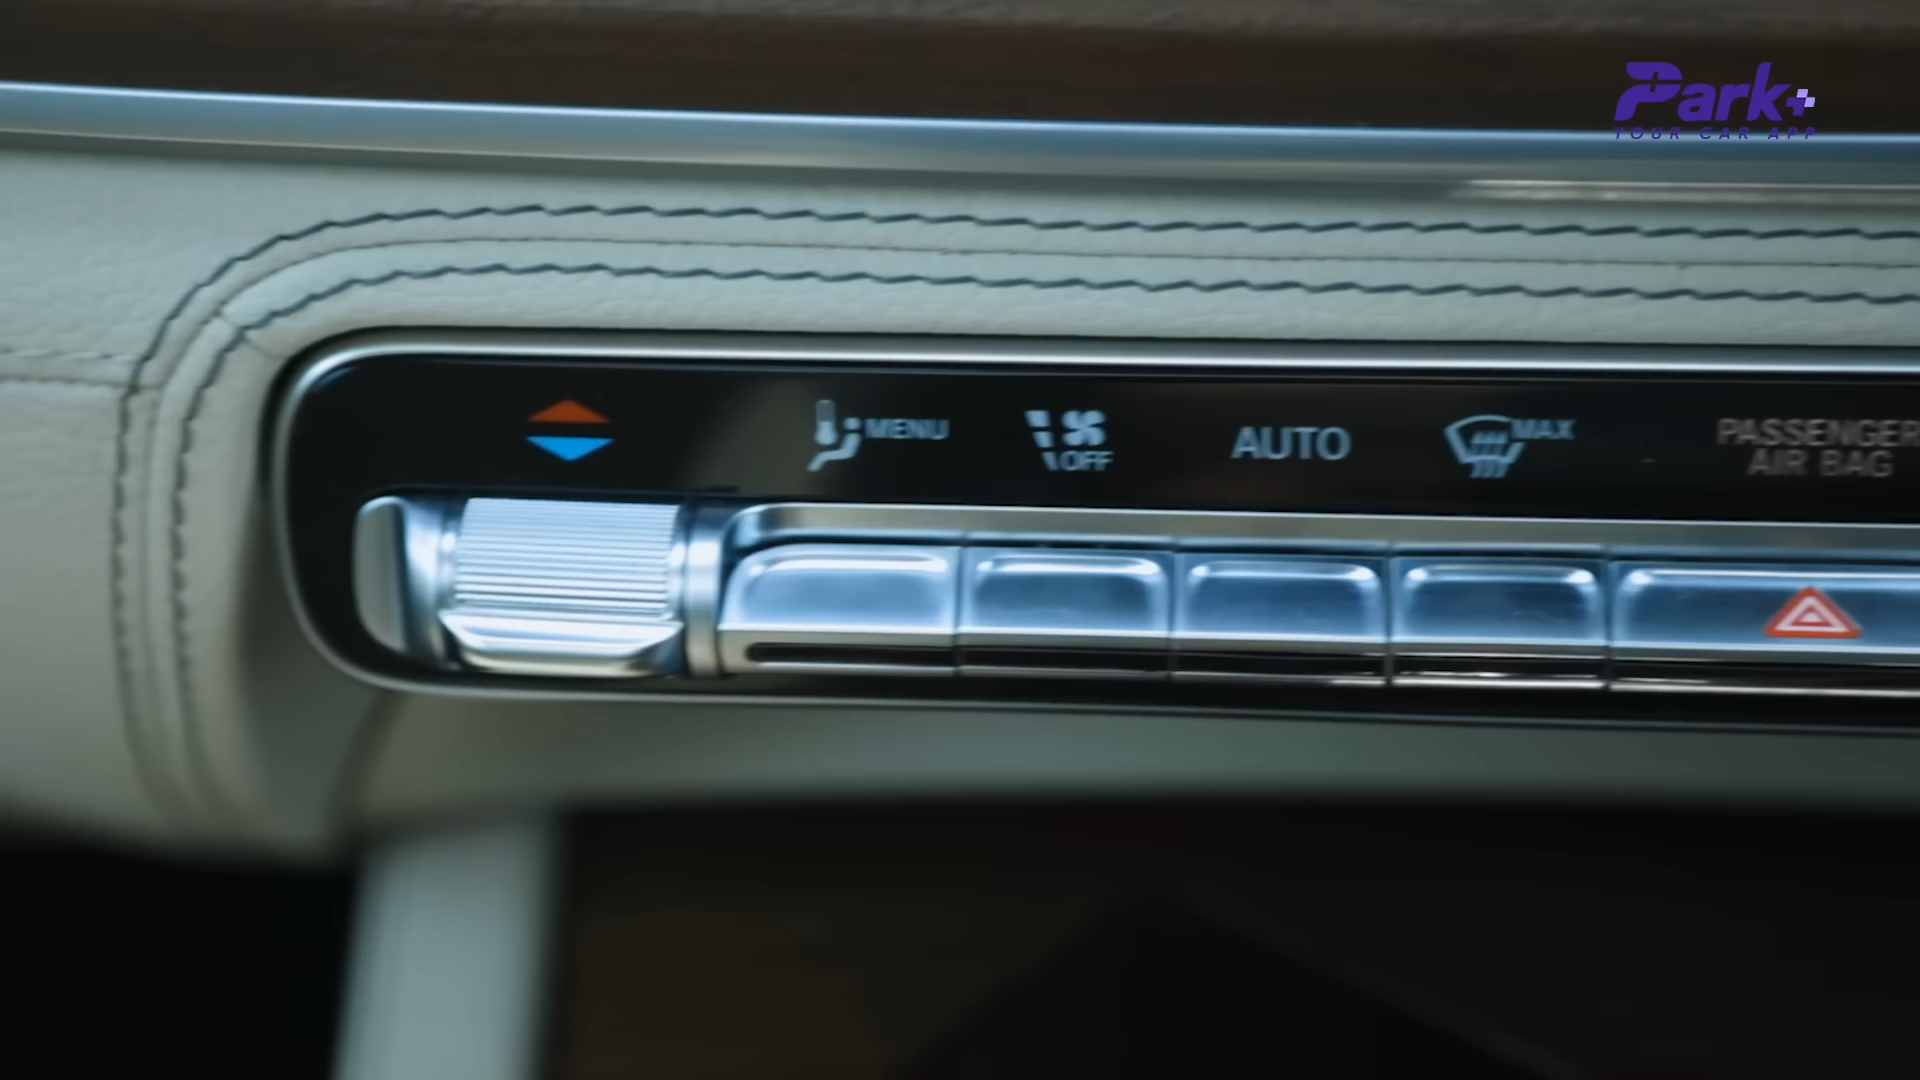 Park+
YOUR CAR APP
MENU
OFF
AUTO
MAX
PASSENGER
AIR BAG